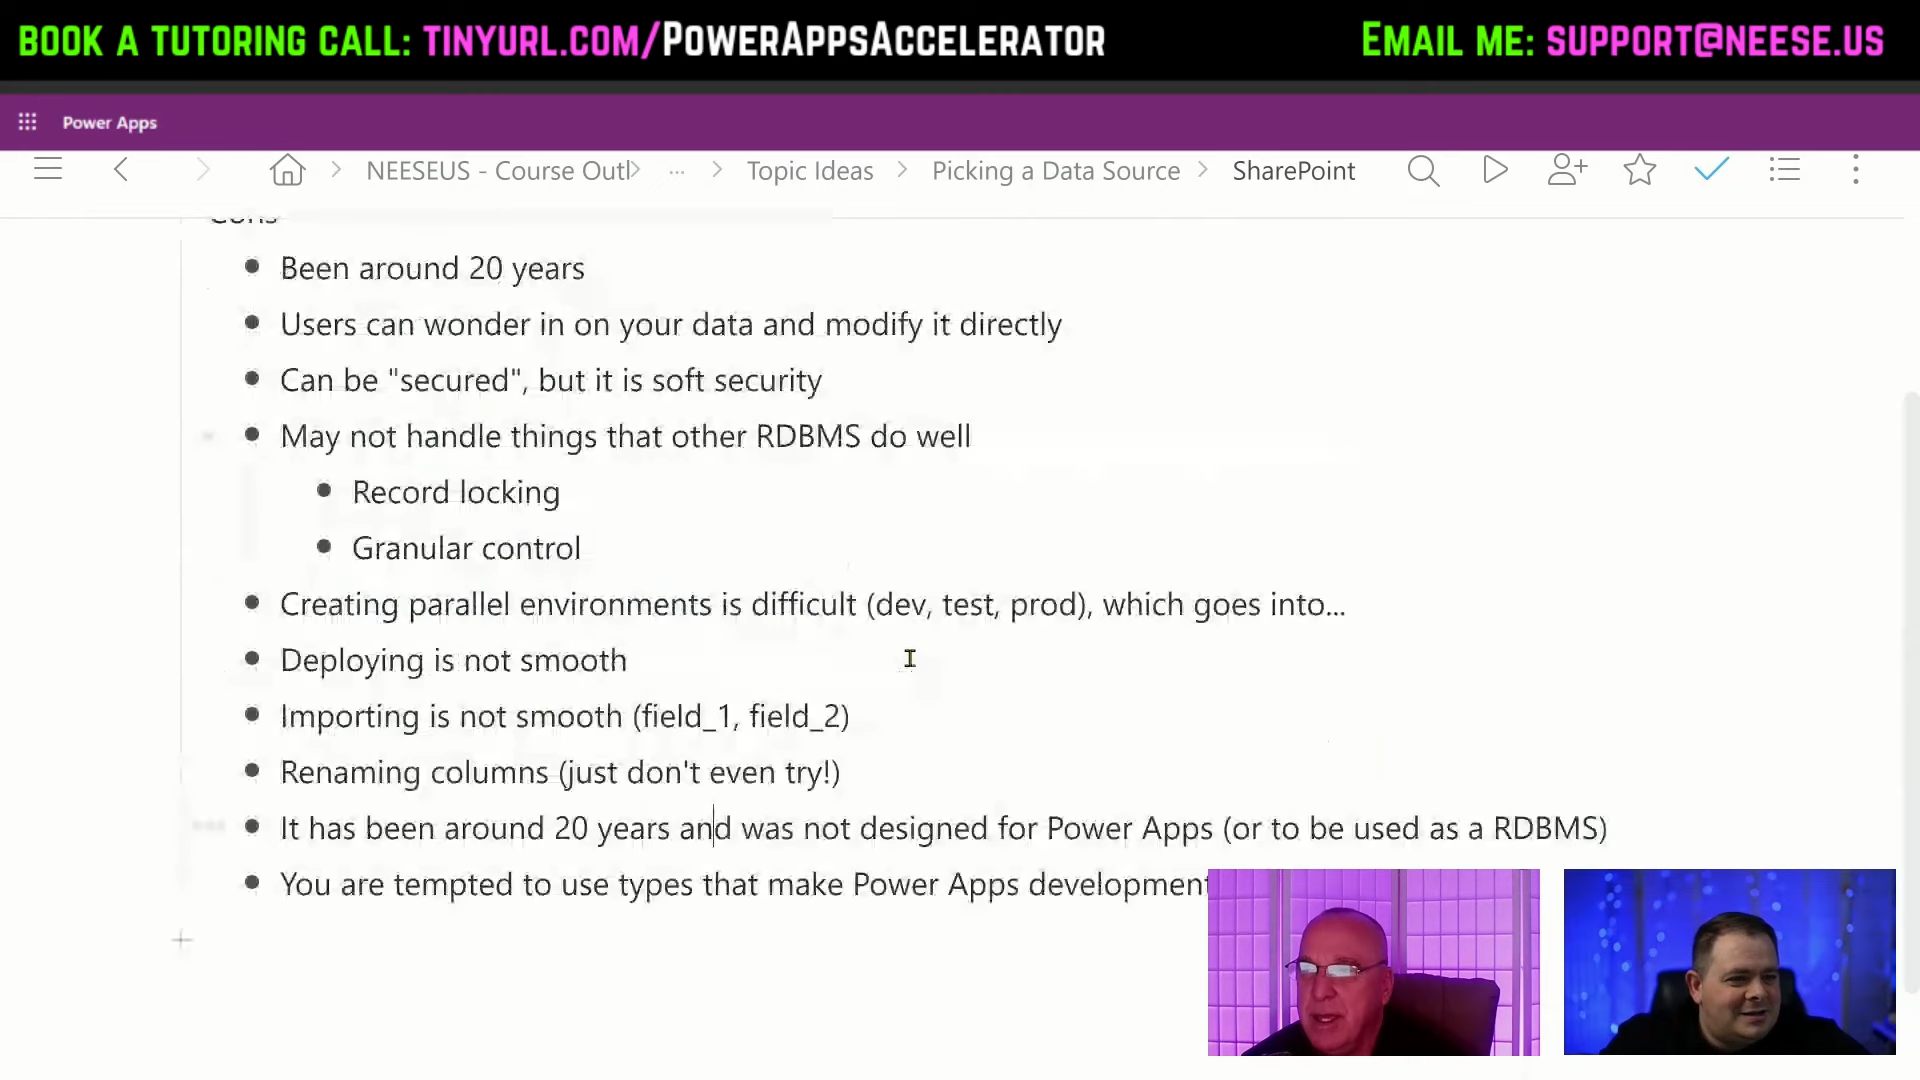 BOOK A TUTORING CALL: TINYURL.COM/POWERAPPSACCELERATOR EMAIL ME: SUPPORT@NEESE.US
Power Apps
NEESEUS - Course Outl ... Topic Ideas Picking a Data Source SharePoint
Cons
Been around 20 years
Users can wonder in on your data and modify it directly
Can be "secured", but it is soft security
May not handle things that other RDBMS do well
Record locking
Granular control
Creating parallel environments is difficult (dev, test, prod), which goes into...
Deploying is not smooth
Importing is not smooth (field_1, field_2)
Renaming columns (just don't even try!)
It has been around 20 years and was not designed for Power Apps (or to be used as a RDBMS)
You are tempted to use types that make Power Apps development